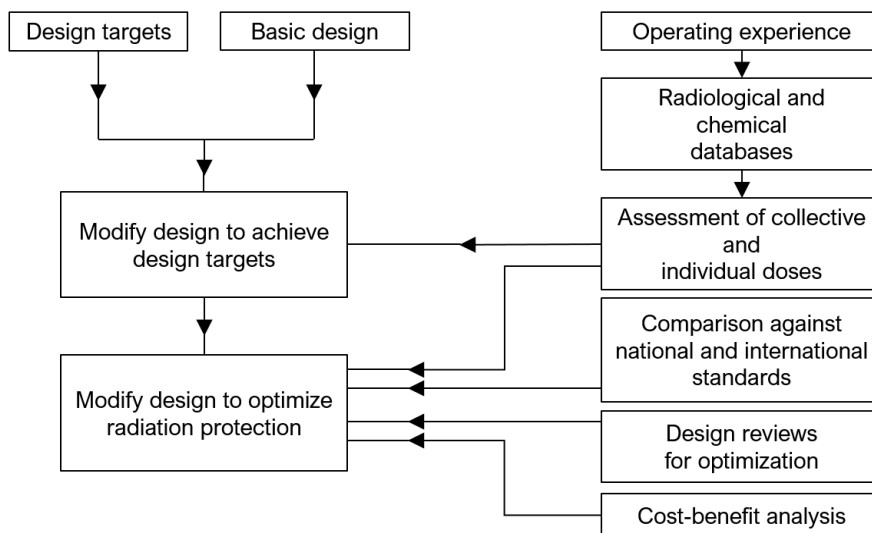 Design targets
Basic design
Operating experience
Radiological and
chemical
databases
Modify design to achieve
design targets
Assessment of collective
and
individual doses
Comparison against
national and international
standards
Modify design to optimize
radiation protection
Design reviews
for optimization
Cost-benefit analysis